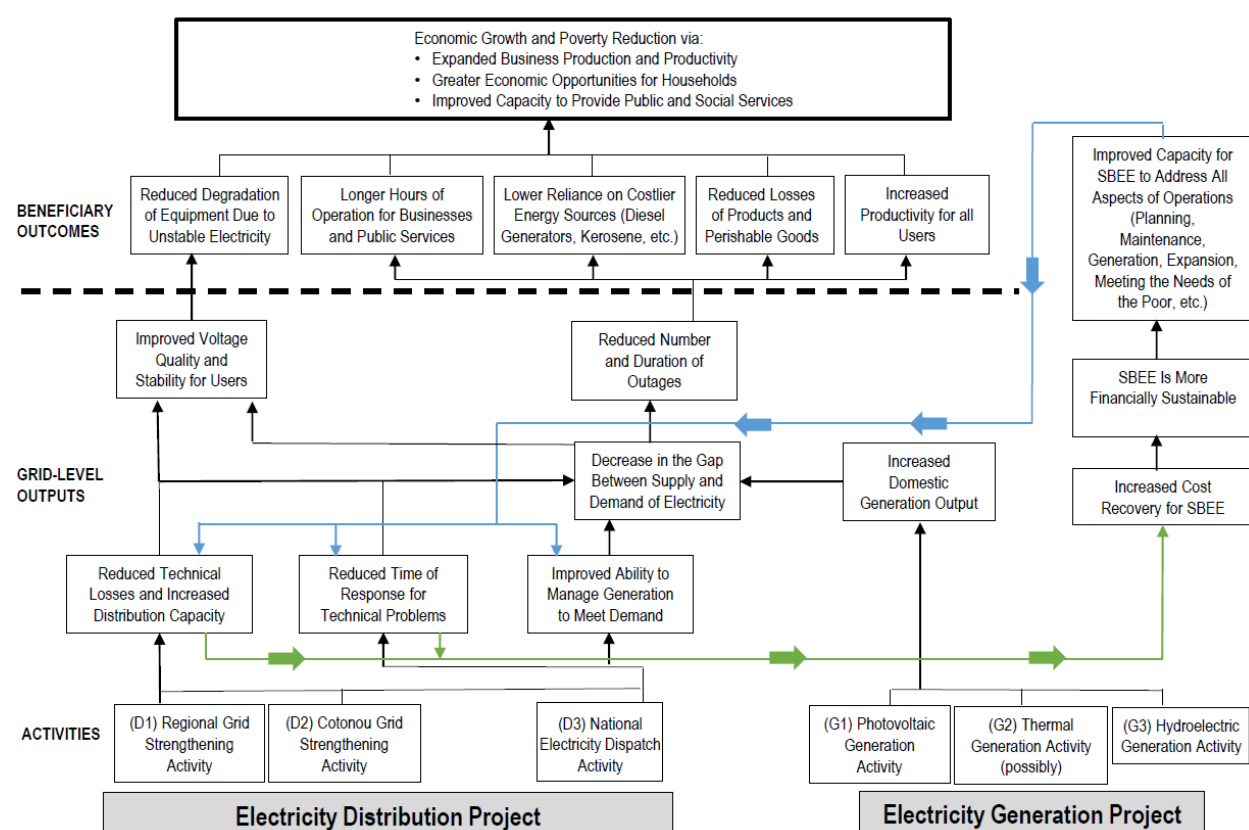 Economic Growth and Poverty Reduction via:
• Expanded Business Production and Productivity
• Greater Economic Opportunities for Households
• Improved Capacity to Provide Public and Social Services
BENEFICIARY
OUTCOMES
Reduced Degradation
of Equipment Due to
Unstable Electricity
Longer Hours of
Operation for Businesses
and Public Services
Lower Reliance on Costlier
Energy Sources (Diesel
Generators, Kerosene, etc.)
Reduced Losses
of Products and
Perishable Goods
Increased
Productivity for all
Users
Improved Capacity for
SBEE to Address All
Aspects of Operations
(Planning,
Maintenance,
Generation, Expansion,
Meeting the Needs of
the Poor, etc.)
Improved Voltage
Quality and
Stability for Users
Reduced Number
and Duration of
Outages
SBEE Is More
Financially Sustainable
GRID-LEVEL
OUTPUTS
Decrease in the Gap
Between Supply and
Demand of Electricity
Increased
Domestic
Generation Output
Increased Cost
Recovery for SBEE
Reduced Technical
Losses and Increased
Distribution Capacity
Reduced Time of
Response for
Technical Problems
Improved Ability to
Manage Generation
to Meet Demand
ACTIVITIES
(D1) Regional Grid
Strengthening
Activity
(D2) Cotonou Grid
Strengthening
Activity
(D3) National
Electricity Dispatch
Activity
(G1) Photovoltaic
Generation
Activity
(G2) Thermal
Generation Activity
(possibly)
(G3) Hydroelectric
Generation Activity
Electricity Distribution Project
Electricity Generation Project